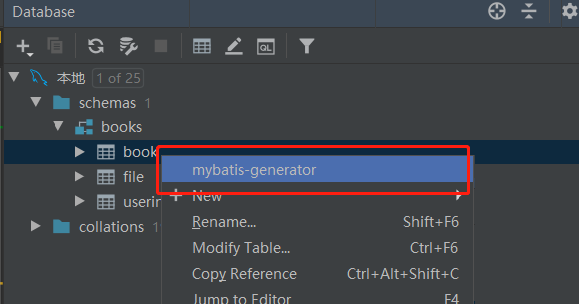 Database
本地 1 of 25
schemas 1
books
book
mybatis-generator
file
New
userin
Rename... Shift+F6
collations
Modify Table... Ctrl+F6
Copy Reference Ctrl+Alt+Shift+C
Jump to Editor F4